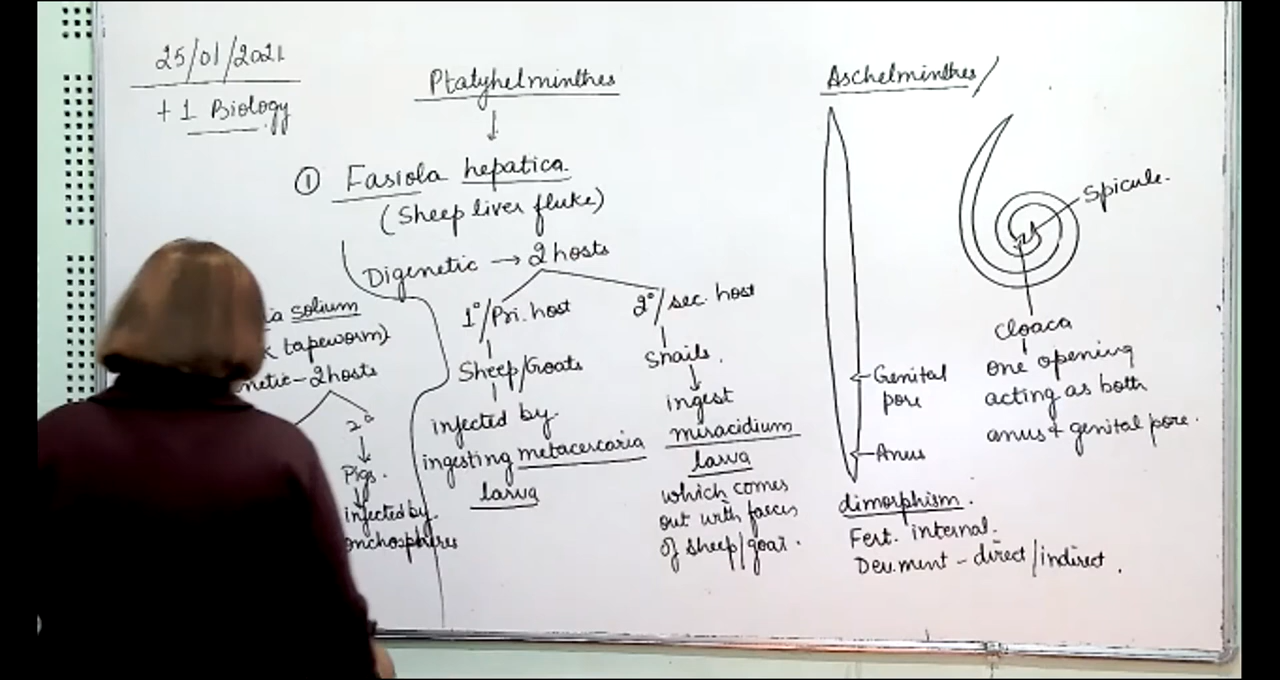 25/01/2021
+1 Biology
Platyhelminthes
① Fasiola hepatica.
(Sheep liver fluke)
Digenetic → 2 hosts
1°/Pri. host
Sheep/Goats
infected by
ingesting metacercaria
larva
2°/sec. host
Snails.
ingest
miracidium
larva
which comes
out with faeces
of sheep/goat.
solium
tapeworm)
netic - 2hosts
2°
Pigs.
infected by
onchospheres
Aschelminthes/
Spicule.
Cloaca
one opening
acting as both
anus + genital pore.
Genital
pore
Anus
dimorphism.
Fert. internal.
Dev.ment - direct/indirect.